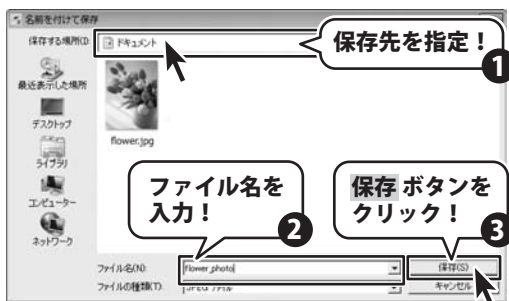 名前を付けて保存
保存する場所(I):
ドキュメント
保存先を指定！
1
最近表示した場所
デスクトップ
ライブラリ
コンピューター
ネットワーク
flower.jpg
ファイル名を
入力！
2
保存 ボタンを
クリック！
3
ファイル名(N):
flower_photo
保存(S)
ファイルの種類(T):
JPEG ファイル
キャンセル